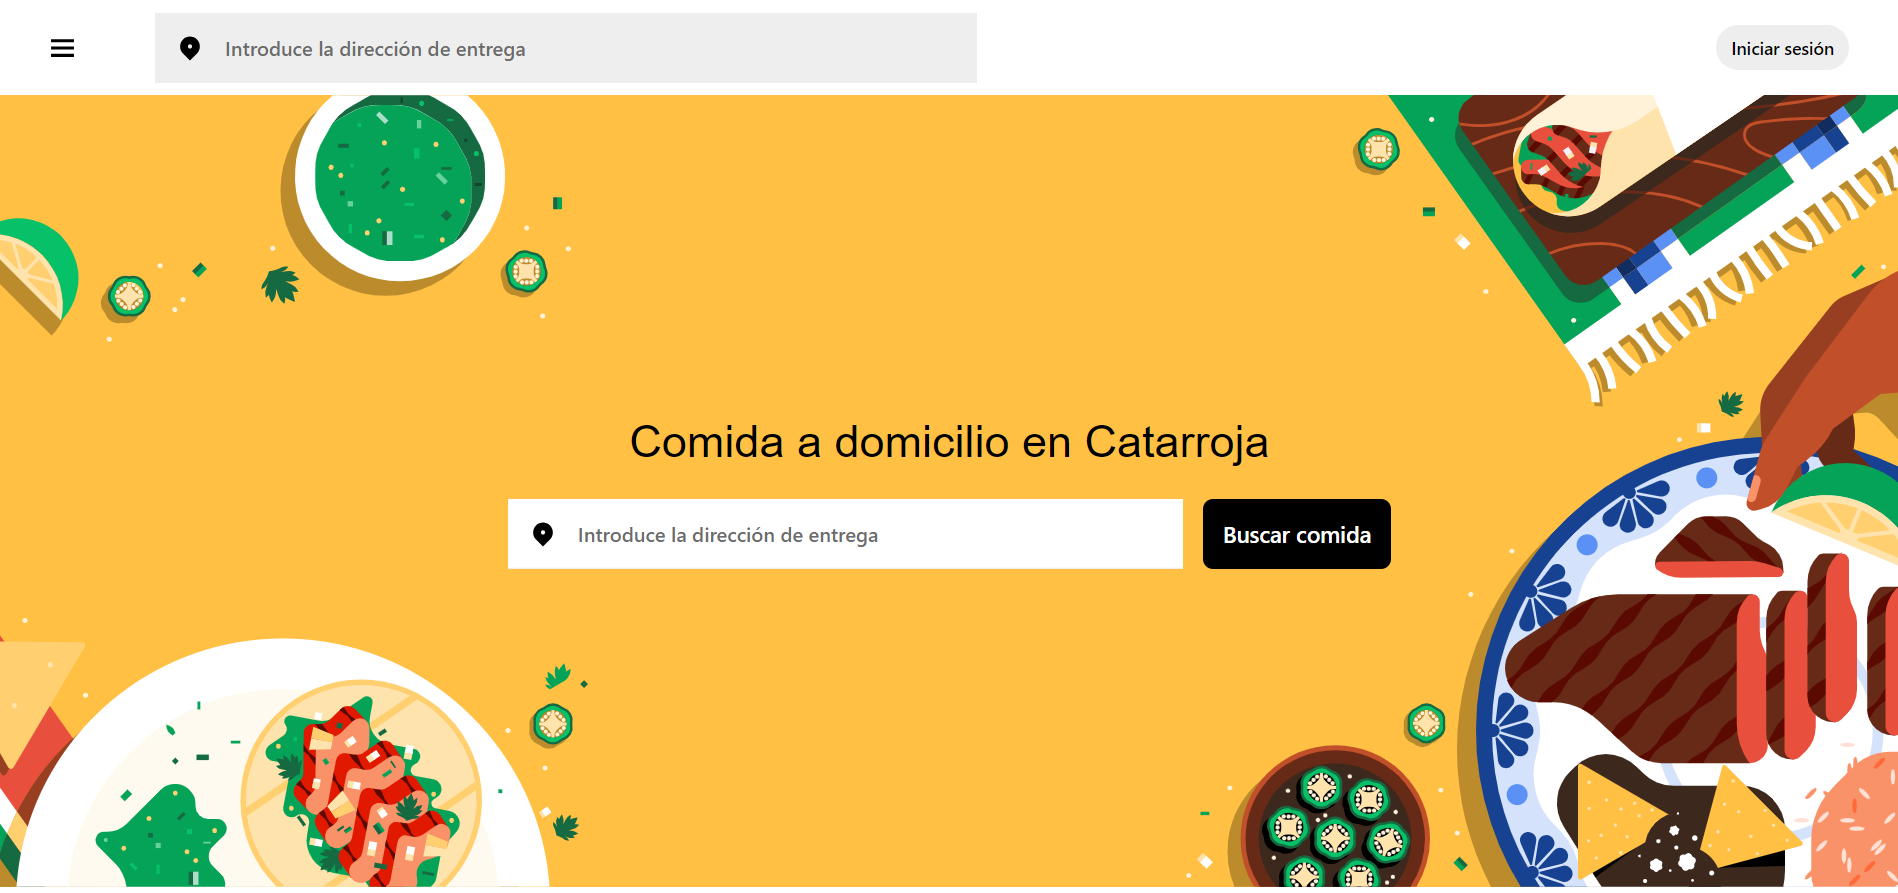 Introduce la dirección de entrega
Iniciar sesión
Comida a domicilio en Catarroja
Introduce la dirección de entrega
Buscar comida